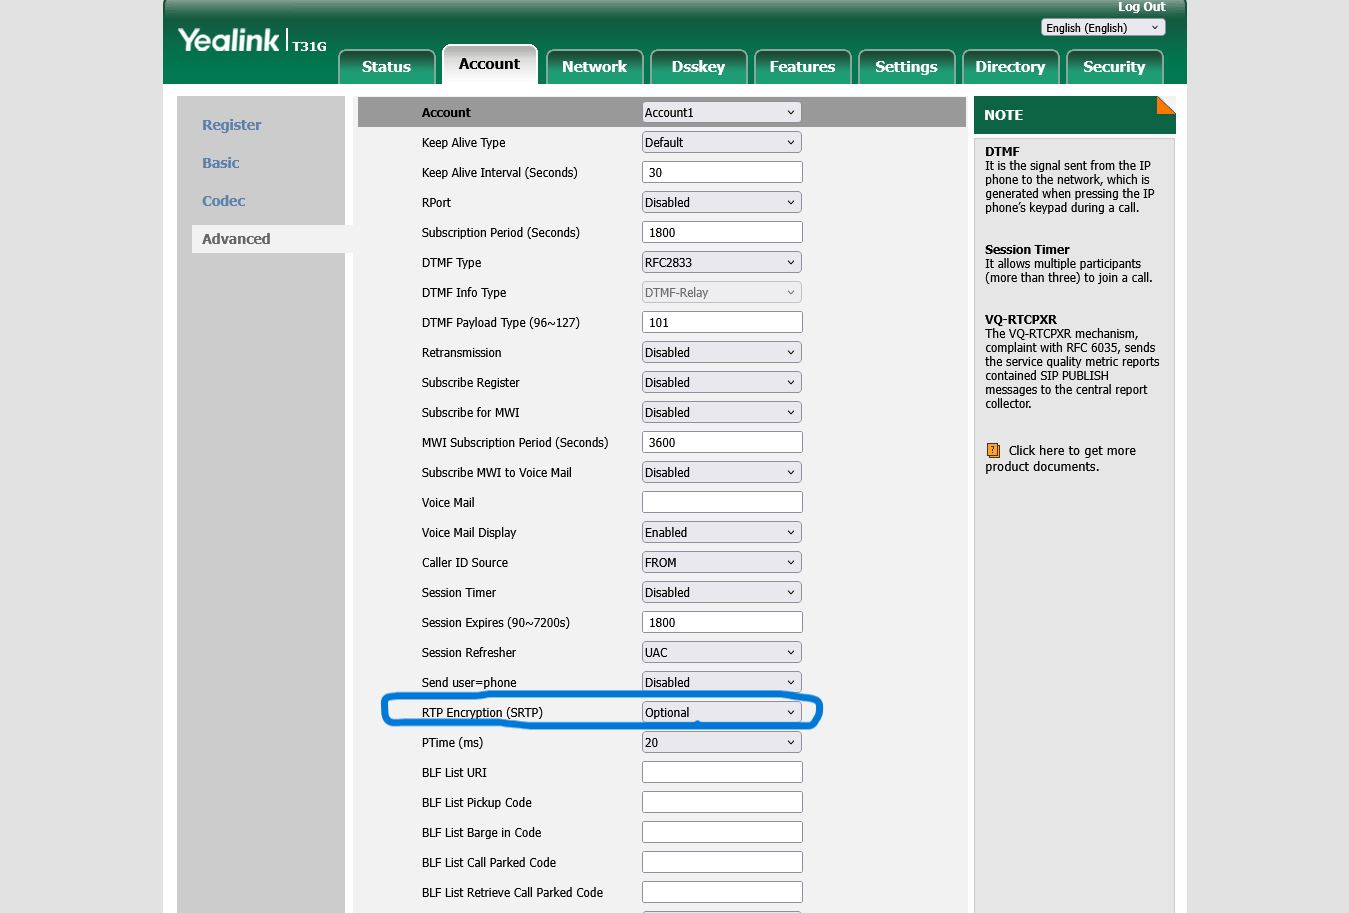 Log Out
English (English)
Yealink T31G
Status
Account
Network
Dsskey
Features
Settings
Directory
Security
Register
Basic
Codec
Advanced
Account Account1
Keep Alive Type Default
Keep Alive Interval (Seconds) 30
RPort Disabled
Subscription Period (Seconds) 1800
DTMF Type RFC2833
DTMF Info Type DTMF-Relay
DTMF Payload Type (96~127) 101
Retransmission Disabled
Subscribe Register Disabled
Subscribe for MWI Disabled
MWI Subscription Period (Seconds) 3600
Subscribe MWI to Voice Mail Disabled
Voice Mail
Voice Mail Display Enabled
Caller ID Source FROM
Session Timer Disabled
Session Expires (90~7200s) 1800
Session Refresher UAC
Send user=phone Disabled
RTP Encryption (SRTP) Optional
PTime (ms) 20
BLF List URI
BLF List Pickup Code
BLF List Barge in Code
BLF List Call Parked Code
BLF List Retrieve Call Parked Code
NOTE
DTMF
It is the signal sent from the IP
phone to the network, which is
generated when pressing the IP
phone's keypad during a call.
Session Timer
It allows multiple participants
(more than three) to join a call.
VQ-RTCPXR
The VQ-RTCPXR mechanism,
complaint with RFC 6035, sends
the service quality metric reports
contained SIP PUBLISH
messages to the central report
collector.
? Click here to get more
product documents.